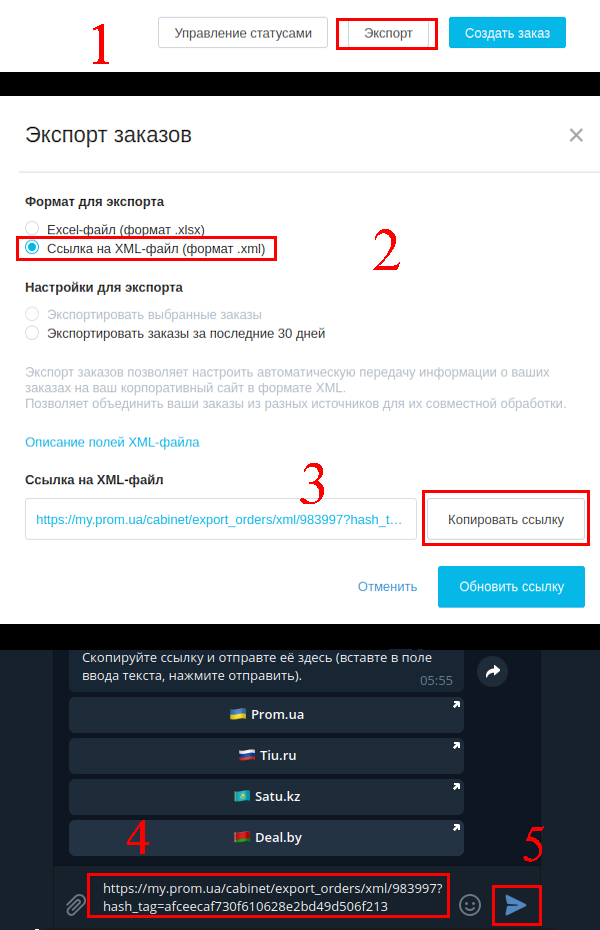 1
Управление статусами
Экспорт
Создать заказ
Экспорт заказов
Формат для экспорта
Excel-файл (формат .xlsx)
Ссылка на XML-файл (формат .xml)
2
Настройки для экспорта
Экспортировать выбранные заказы
Экспортировать заказы за последние 30 дней
Экспорт заказов позволяет настроить автоматическую передачу информации о ваших
заказах на ваш корпоративный сайт в формате XML.
Позволяет объединить ваши заказы из разных источников для их совместной обработки.
Описание полей XML-файла
Ссылка на XML-файл
3
https://my.prom.ua/cabinet/export_orders/xml/983997?hash_t...
Копировать ссылку
Отменить
Обновить ссылку
Скопируйте ссылку и отправте её здесь (вставте в поле
ввода текста, нажмите отправить).
05:55
Prom.ua
Tiu.ru
Satu.kz
Deal.by
4
5
https://my.prom.ua/cabinet/export_orders/xml/983997?
hash_tag=afceecaf730f610628e2bd49d506f213